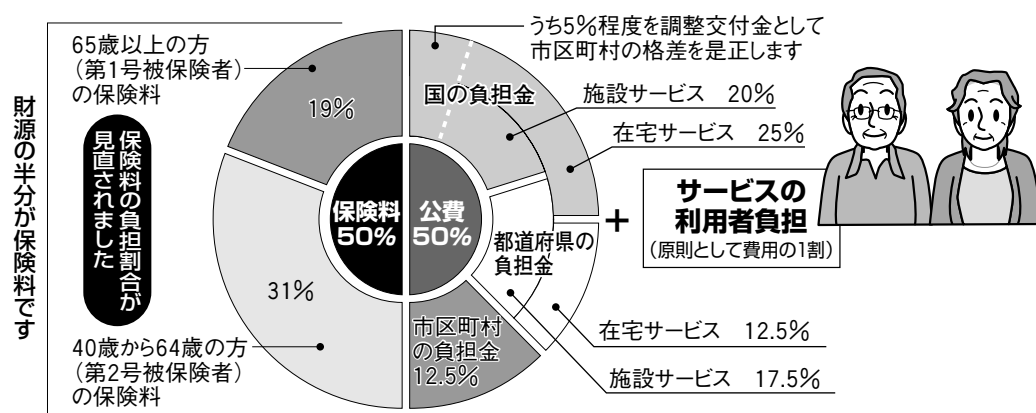 財源の半分が保険料です
65歳以上の方
（第1号被保険者）
の保険料
保険料の負担割合が
見直されました
40歳から64歳の方
（第2号被保険者）
の保険料
19%
31%
保険料
50%
公費
50%
国の負担金
うち5%程度を調整交付金として
市区町村の格差を是正します
施設サービス 20%
在宅サービス 25%
都道府県の
負担金
在宅サービス 12.5%
施設サービス 17.5%
市区町村
の負担金
12.5%
+
サービスの
利用者負担
（原則として費用の1割）